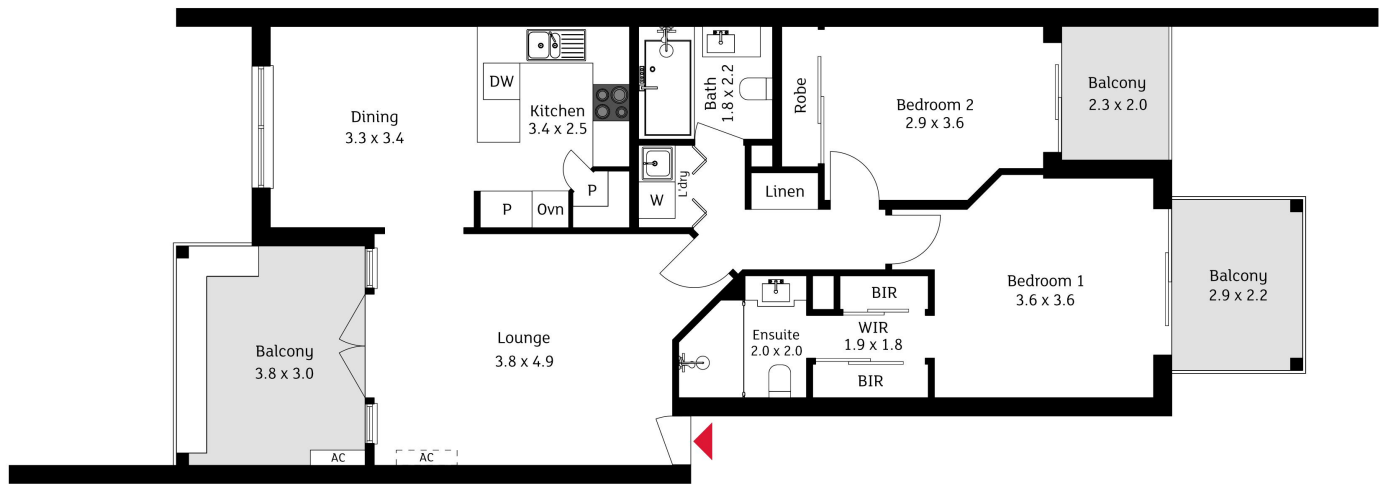 Dining
3.3 x 3.4
DW
Kitchen
3.4 x 2.5
P
P
Ovn
Bath
1.8 x 2.2
W
L'dry
Robe
Linen
Bedroom 2
2.9 x 3.6
Balcony
2.3 x 2.0
Balcony
3.8 x 3.0
AC
AC
Lounge
3.8 x 4.9
Ensuite
2.0 x 2.0
BIR
WIR
1.9 x 1.8
BIR
Bedroom 1
3.6 x 3.6
Balcony
2.9 x 2.2